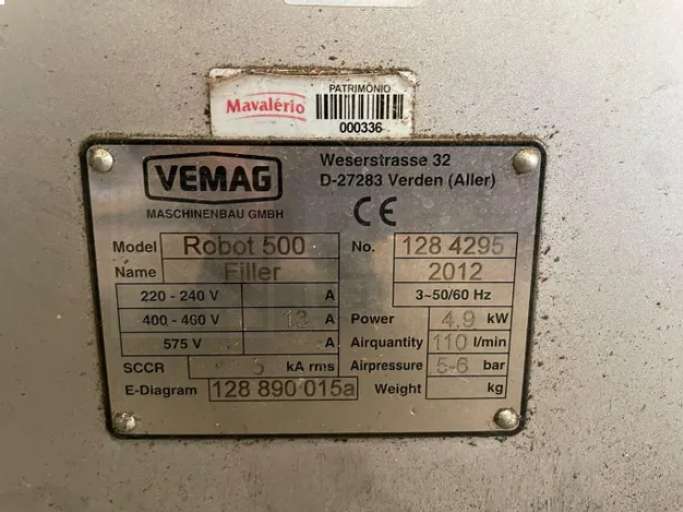 PATRIMÔNIO
Mavalério
000336
VEMAG
MASCHINENBAU GMBH
Weserstrasse 32
D-27283 Verden (Aller)
CE
Model Robot 500 No. 128 4295
Name Filler 2012
220 - 240 V A 3~50/60 Hz
400 - 460 V 12 A Power 4,9 kW
575 V A Airquantity 110 l/min
SCCR 5 kA rms Airpressure 5-6 bar
E-Diagram 128 890 015a Weight kg